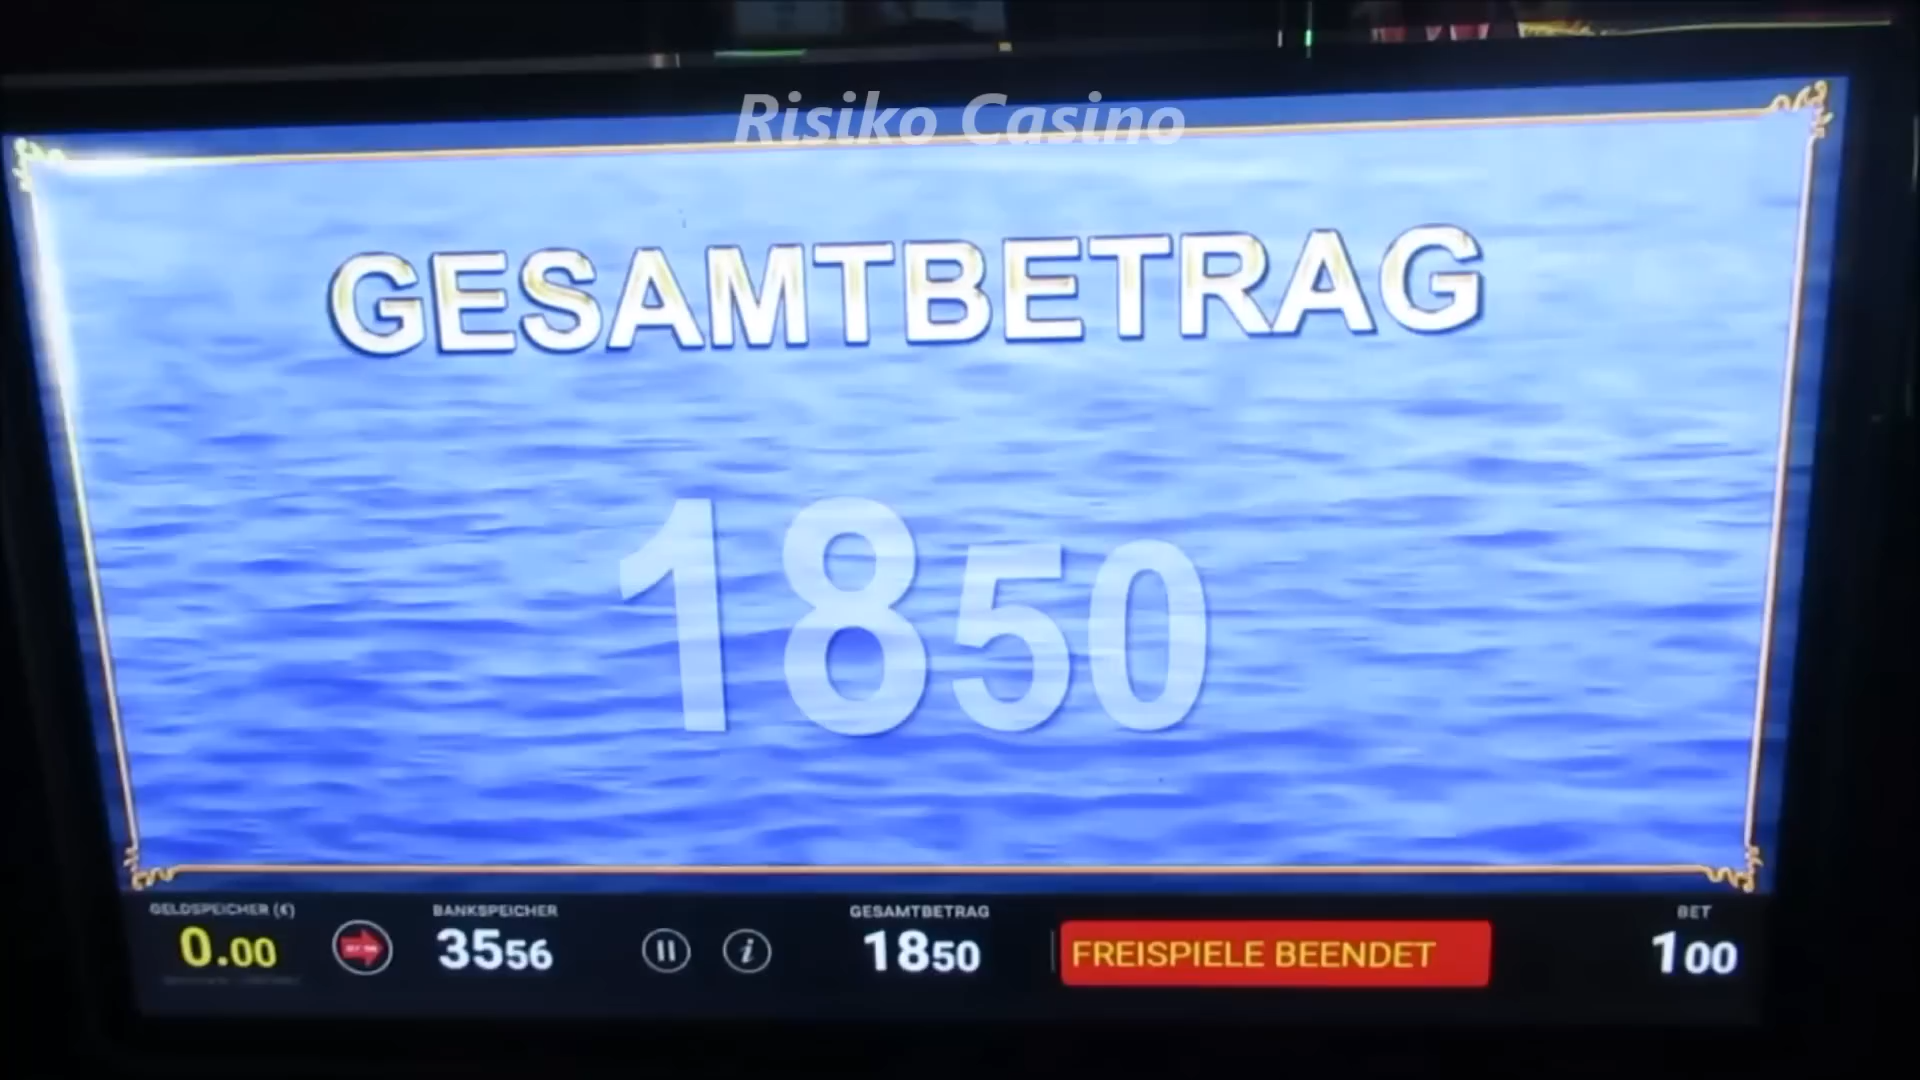 Risiko Casino
GESAMTBETRAG
1850
GELDSPEICHER (€)
0.00
BANKSPEICHER
3556
GESAMTBETRAG
1850
FREISPIELE BEENDET
BET
100